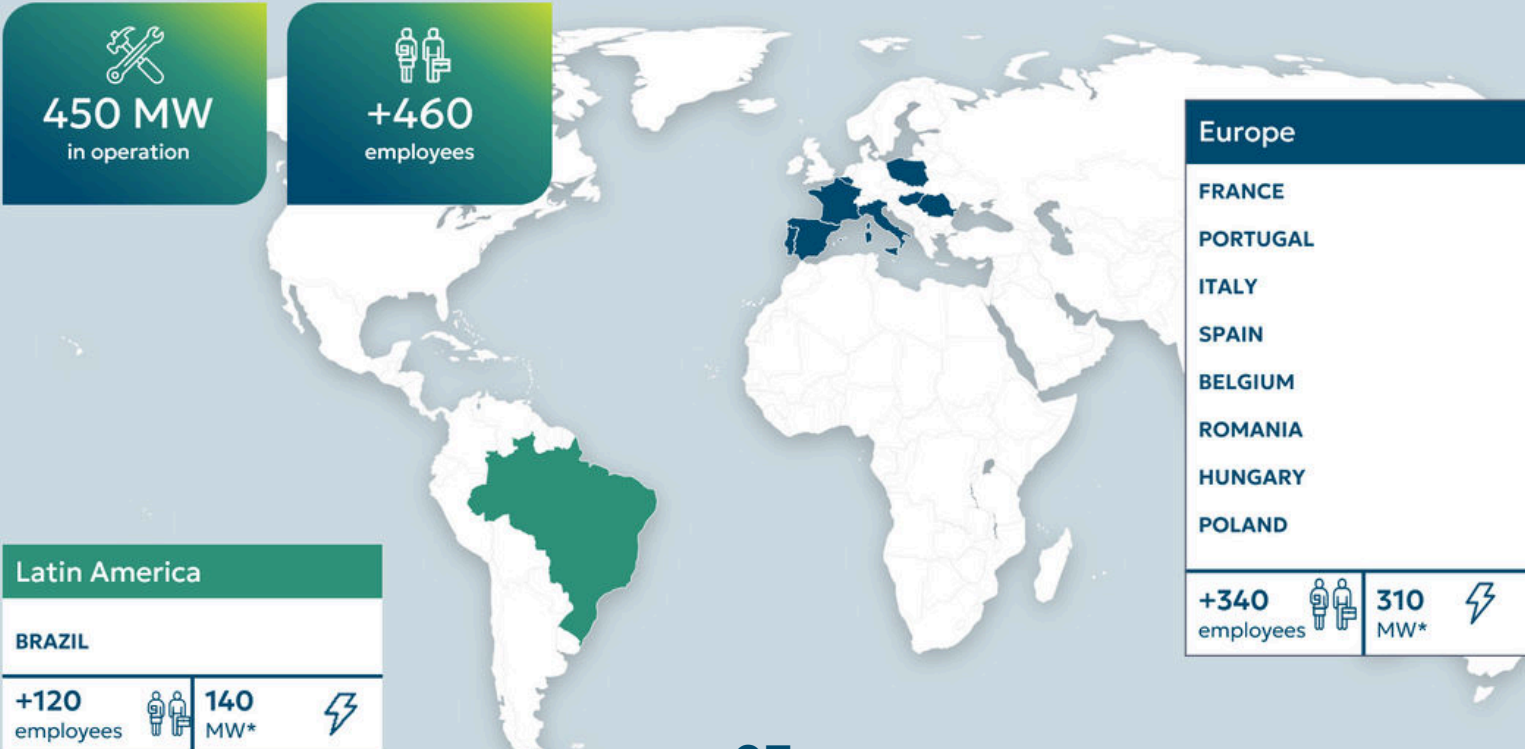 450 MW
in operation
+460
employees
Europe
FRANCE
PORTUGAL
ITALY
SPAIN
BELGIUM
ROMANIA
HUNGARY
POLAND
+340
employees
310
MW*
Latin America
BRAZIL
+120
employees
140
MW*